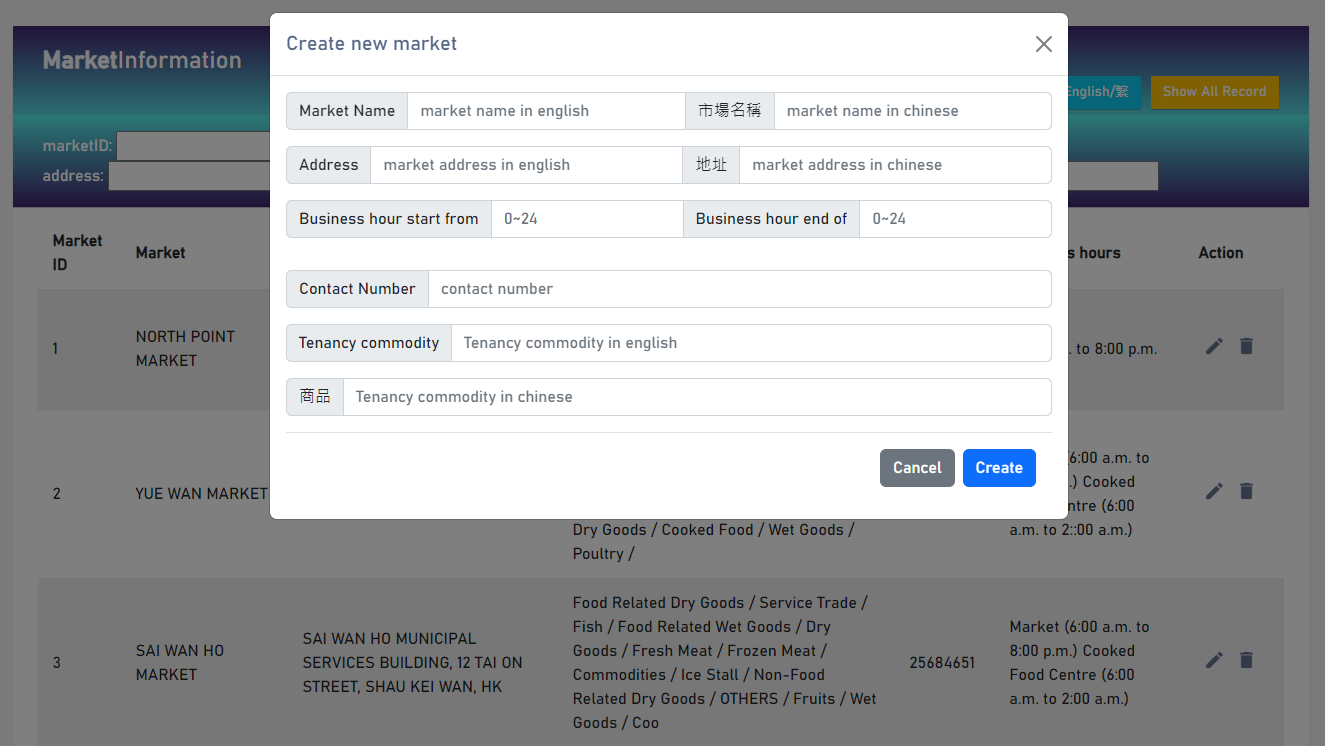 Create new market
MarketInformation
English/繁 Show All Record
Market Name market name in english 市場名稱 market name in chinese
marketID:
Address market address in english 地址 market address in chinese
address:
Business hour start from 0~24 Business hour end of 0~24
Market ID Market s hours Action
Contact Number contact number
Tenancy commodity Tenancy commodity in english
商品 Tenancy commodity in chinese
Cancel Create
1 NORTH POINT MARKET . to 8:00 p.m.
2 YUE WAN MARKET
Dry Goods / Cooked Food / Wet Goods /
Poultry /
(6:00 a.m. to
.) Cooked
ntre (6:00
a.m. to 2::00 a.m.)
3
SAI WAN HO
MARKET
SAI WAN HO MUNICIPAL
SERVICES BUILDING, 12 TAI ON
STREET, SHAU KEI WAN, HK
Food Related Dry Goods / Service Trade /
Fish / Food Related Wet Goods / Dry
Goods / Fresh Meat / Frozen Meat /
Commodities / Ice Stall / Non-Food
Related Dry Goods / OTHERS / Fruits / Wet
Goods / Coo
25684651
Market (6:00 a.m. to
8:00 p.m.) Cooked
Food Centre (6:00
a.m. to 2:00 a.m.)